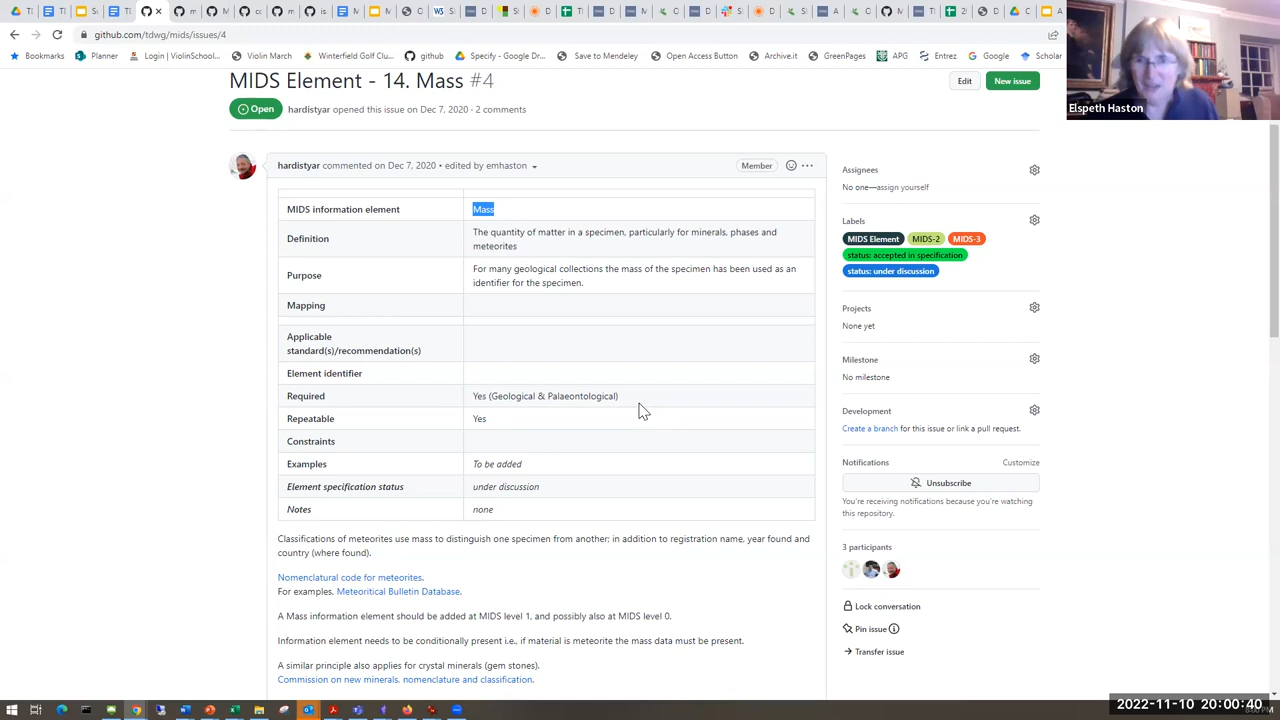 github.com/tdwg/mids/issues/4
Bookmarks
Planner
Login | ViolinSchool...
Violin March
Winterfield Golf Clu...
github
Specify - Google Dr...
Save to Mendeley
Open Access Button
Archive.it
GreenPages
APG
Entrez
Google
Scholar
Elspeth Haston
MIDS Element - 14. Mass #4
Edit
New issue
Open
hardistyar opened this issue on Dec 7, 2020 • 2 comments
hardistyar commented on Dec 7, 2020 • edited by emhaston
Member
MIDS information element
Mass
Definition
The quantity of matter in a specimen, particularly for minerals, phases and
meteorites
Purpose
For many geological collections the mass of the specimen has been used as an
identifier for the specimen.
Mapping
Applicable
standard(s)/recommendation(s)
Element identifier
Required
Yes (Geological & Palaeontological)
Repeatable
Yes
Constraints
Examples
To be added
Element specification status
under discussion
Notes
none
Classifications of meteorites use mass to distinguish one specimen from another: in addition to registration name, year found and
country (where found).
Nomenclatural code for meteorites.
For examples. Meteoritical Bulletin Database.
A Mass information element should be added at MIDS level 1, and possibly also at MIDS level 0.
Information element needs to be conditionally present i.e., if material is meteorite the mass data must be present.
A similar principle also applies for crystal minerals (gem stones).
Commission on new minerals, nomenclature and classification.
Assignees
No one—assign yourself
Labels
MIDS Element
MIDS-2
MIDS-3
status: accepted in specification
status: under discussion
Projects
None yet
Milestone
No milestone
Development
Create a branch for this issue or link a pull request.
Notifications
Customize
Unsubscribe
You're receiving notifications because you're watching
this repository.
3 participants
Lock conversation
Pin issue
Transfer issue
2022-11-10 20:00:40